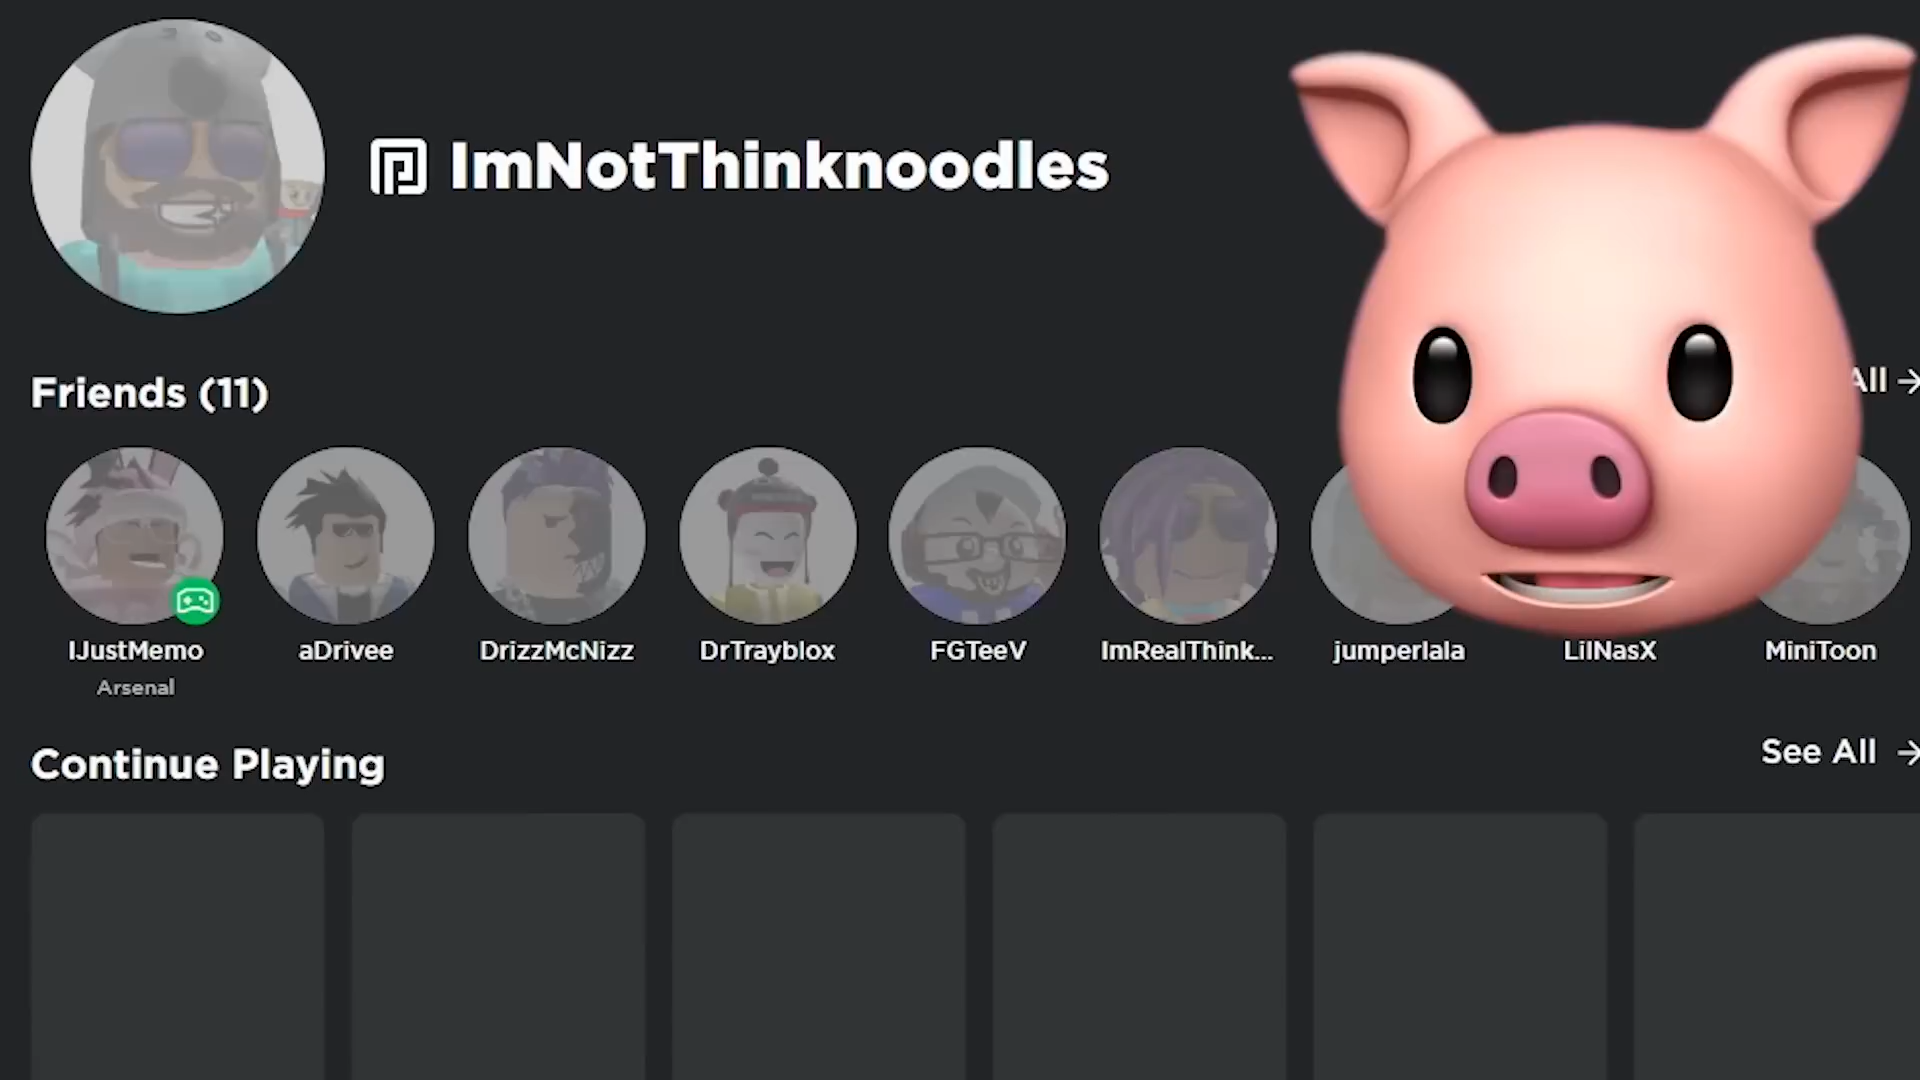 ImNotThinknoodles
Friends (11)
All →
IJustMemo
aDrivee
DrizzMcNizz
DrTrayblox
FGTeeV
ImRealThink...
jumperlala
LilNasX
MiniToon
Arsenal
Continue Playing
See All →